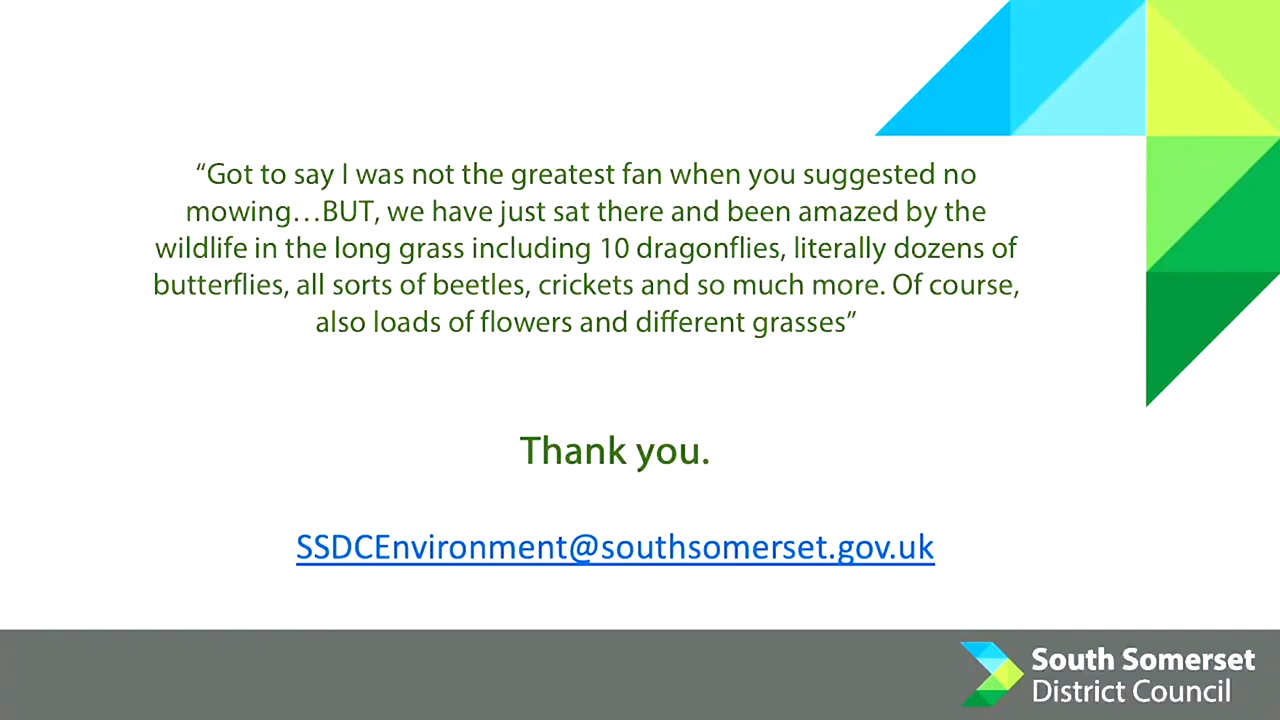 “Got to say I was not the greatest fan when you suggested no
mowing…BUT, we have just sat there and been amazed by the
wildlife in the long grass including 10 dragonflies, literally dozens of
butterflies, all sorts of beetles, crickets and so much more. Of course,
also loads of flowers and different grasses”
Thank you.
SSDCEnvironment@southsomerset.gov.uk
South Somerset
District Council